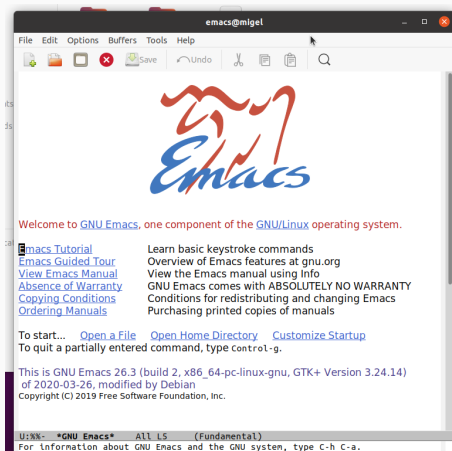 emacs@migel
File Edit Options Buffers Tools Help
Save Undo
Emacs
Welcome to GNU Emacs, one component of the GNU/Linux operating system.
Emacs Tutorial Learn basic keystroke commands
Emacs Guided Tour Overview of Emacs features at gnu.org
View Emacs Manual View the Emacs manual using Info
Absence of Warranty GNU Emacs comes with ABSOLUTELY NO WARRANTY
Copying Conditions Conditions for redistributing and changing Emacs
Ordering Manuals Purchasing printed copies of manuals
To start... Open a File Open Home Directory Customize Startup
To quit a partially entered command, type Control-g.
This is GNU Emacs 26.3 (build 2, x86_64-pc-linux-gnu, GTK+ Version 3.24.14)
of 2020-03-26, modified by Debian
Copyright (C) 2019 Free Software Foundation, Inc.
U:%%- *GNU Emacs* All L5 (Fundamental)
For information about GNU Emacs and the GNU system, type C-h C-a.